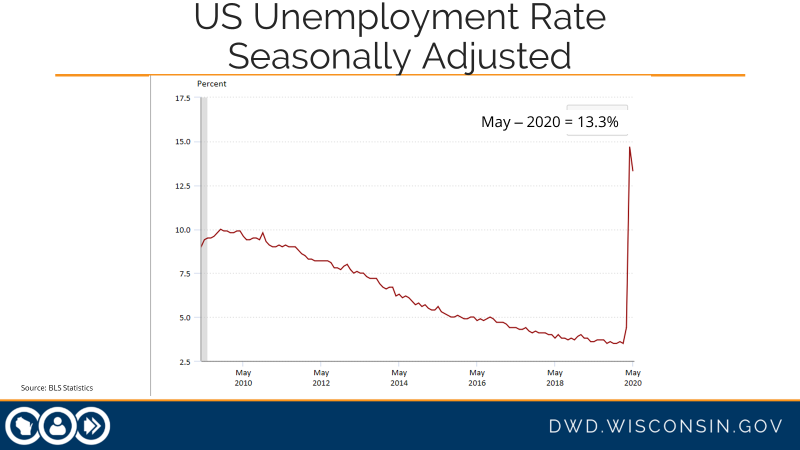 US Unemployment Rate
Seasonally Adjusted
Percent
May – 2020 = 13.3%
17.5
15.0
12.5
10.0
7.5
5.0
2.5
May May May May May May
2010 2012 2014 2016 2018 2020
Source: BLS Statistics
DWD.WISCONSIN.GOV